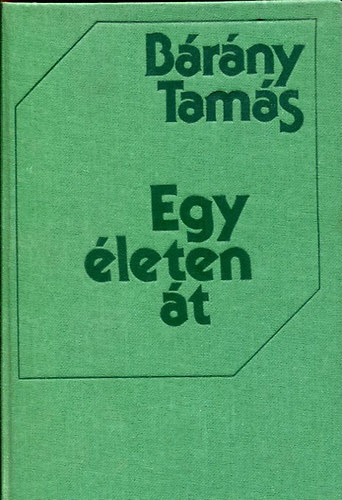 Bárány
Tamás
Egy
életen
át